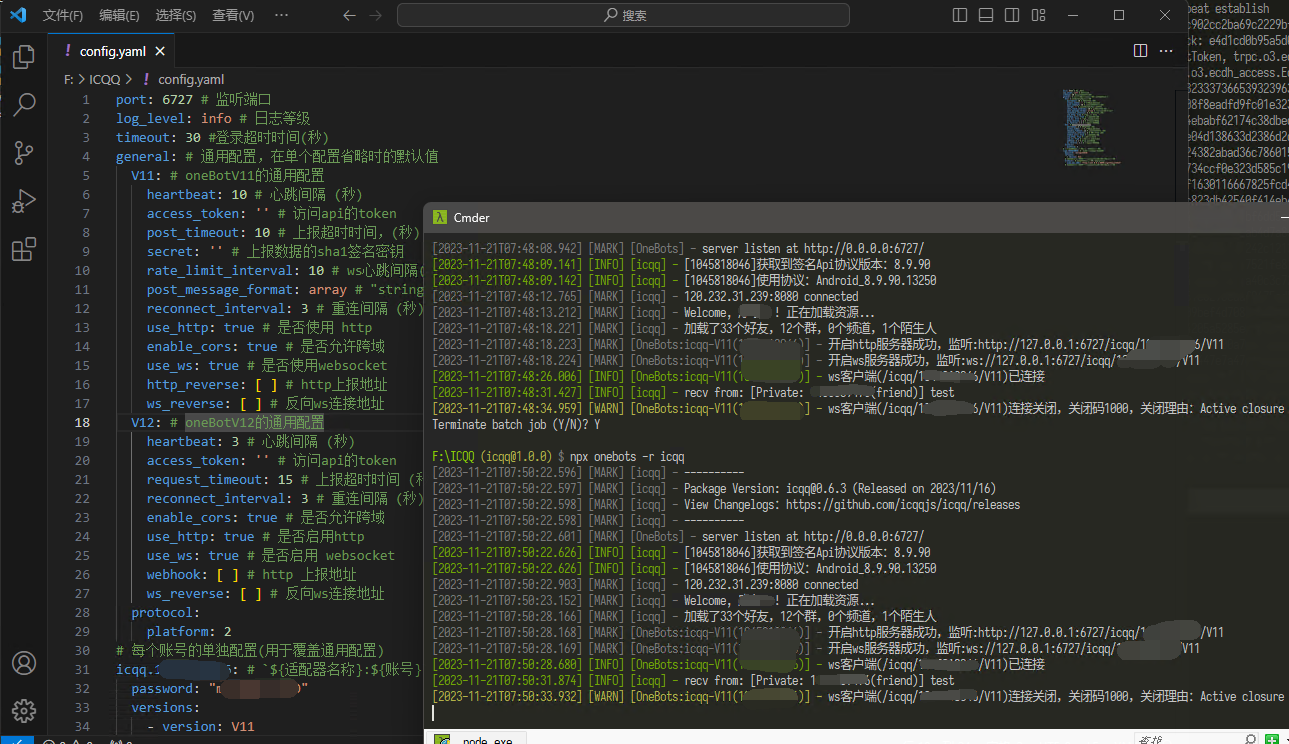 文件(F) 编辑(E) 选择(S) 查看(V) ··· 搜索
config.yaml
F: > ICQQ > ! config.yaml
1 port: 6727 # 监听端口
2 log_level: info # 日志等级
3 timeout: 30 #登录超时时间(秒)
4 general: # 通用配置，在单个配置省略时的默认值
5 V11: # oneBotV11的通用配置
6 heartbeat: 10 # 心跳间隔 (秒)
7 access_token: '' # 访问api的token
8 post_timeout: 10 # 上报超时时间，(秒)
9 secret: '' # 上报数据的sha1签名密钥
10 rate_limit_interval: 10 # ws心跳间隔(
11 post_message_format: array # "string
12 reconnect_interval: 3 # 重连间隔 (秒)
13 use_http: true # 是否使用 http
14 enable_cors: true # 是否允许跨域
15 use_ws: true # 是否使用websocket
16 http_reverse: [ ] # http上报地址
17 ws_reverse: [ ] # 反向ws连接地址
18 V12: # oneBotV12的通用配置
19 heartbeat: 3 # 心跳间隔 (秒)
20 access_token: '' # 访问api的token
21 request_timeout: 15 # 上报超时时间 (
22 reconnect_interval: 3 # 重连间隔 (秒)
23 enable_cors: true # 是否允许跨域
24 use_http: true # 是否启用http
25 use_ws: true # 是否启用 websocket
26 webhook: [ ] # http 上报地址
27 ws_reverse: [ ] # 反向ws连接地址
28 protocol:
29 platform: 2
30 # 每个账号的单独配置(用于覆盖通用配置)
31 icqq. : # `${适配器名称}:${账号}
32 password: "
33 versions:
34 - version: V11
Cmder
[2023-11-21T07:48:08.942] [MARK] [OneBots] - server listen at http://0.0.0.0:6727/
[2023-11-21T07:48:09.141] [INFO] [icqq] - [1045818046]获取到签名Api协议版本: 8.9.90
[2023-11-21T07:48:09.142] [INFO] [icqq] - [1045818046]使用协议: Android_8.9.90.13250
[2023-11-21T07:48:12.765] [MARK] [icqq] - 120.232.31.239:8080 connected
[2023-11-21T07:48:13.212] [MARK] [icqq] - Welcome, ! 正在加载资源...
[2023-11-21T07:48:18.221] [MARK] [icqq] - 加载了33个好友，12个群，0个频道，1个陌生人
[2023-11-21T07:48:18.223] [MARK] [OneBots:icqq-V11( )] - 开启http服务器成功，监听:http://127.0.0.1:6727/icqq/ /V11
[2023-11-21T07:48:18.224] [MARK] [OneBots:icqq-V11( )] - 开启ws服务器成功，监听:ws://127.0.0.1:6727/icqq/ /V11
[2023-11-21T07:48:26.006] [INFO] [OneBots:icqq-V11( )] - ws客户端(/icqq/ /V11)已连接
[2023-11-21T07:48:31.427] [INFO] [icqq] - recv from: [Private: (friend)] test
[2023-11-21T07:48:34.959] [WARN] [OneBots:icqq-V11( )] - ws客户端(/icqq/ /V11)连接关闭，关闭码1000，关闭理由: Active closure
Terminate batch job (Y/N)? Y
F:\ICQQ (icqq@1.0.0) $ npx onebots -r icqq
[2023-11-21T07:50:22.596] [MARK] [icqq] - ----------
[2023-11-21T07:50:22.597] [MARK] [icqq] - Package Version: icqq@0.6.3 (Released on 2023/11/16)
[2023-11-21T07:50:22.598] [MARK] [icqq] - View Changelogs: https://github.com/icqqjs/icqq/releases
[2023-11-21T07:50:22.598] [MARK] [icqq] - ----------
[2023-11-21T07:50:22.601] [MARK] [OneBots] - server listen at http://0.0.0.0:6727/
[2023-11-21T07:50:22.626] [INFO] [icqq] - [1045818046]获取到签名Api协议版本: 8.9.90
[2023-11-21T07:50:22.626] [INFO] [icqq] - [1045818046]使用协议: Android_8.9.90.13250
[2023-11-21T07:50:22.903] [MARK] [icqq] - 120.232.31.239:8080 connected
[2023-11-21T07:50:23.152] [MARK] [icqq] - Welcome, ! 正在加载资源...
[2023-11-21T07:50:28.166] [MARK] [icqq] - 加载了33个好友，12个群，0个频道，1个陌生人
[2023-11-21T07:50:28.168] [MARK] [OneBots:icqq-V11( )] - 开启http服务器成功，监听:http://127.0.0.1:6727/icqq/ /V11
[2023-11-21T07:50:28.169] [MARK] [OneBots:icqq-V11( )] - 开启ws服务器成功，监听:ws://127.0.0.1:6727/icqq/ /V11
[2023-11-21T07:50:28.680] [INFO] [OneBots:icqq-V11( )] - ws客户端(/icqq/ /V11)已连接
[2023-11-21T07:50:31.874] [INFO] [icqq] - recv from: [Private: (friend)] test
[2023-11-21T07:50:33.932] [WARN] [OneBots:icqq-V11( )] - ws客户端(/icqq/ /V11)连接关闭，关闭码1000，关闭理由: Active closure
node.exe
查找